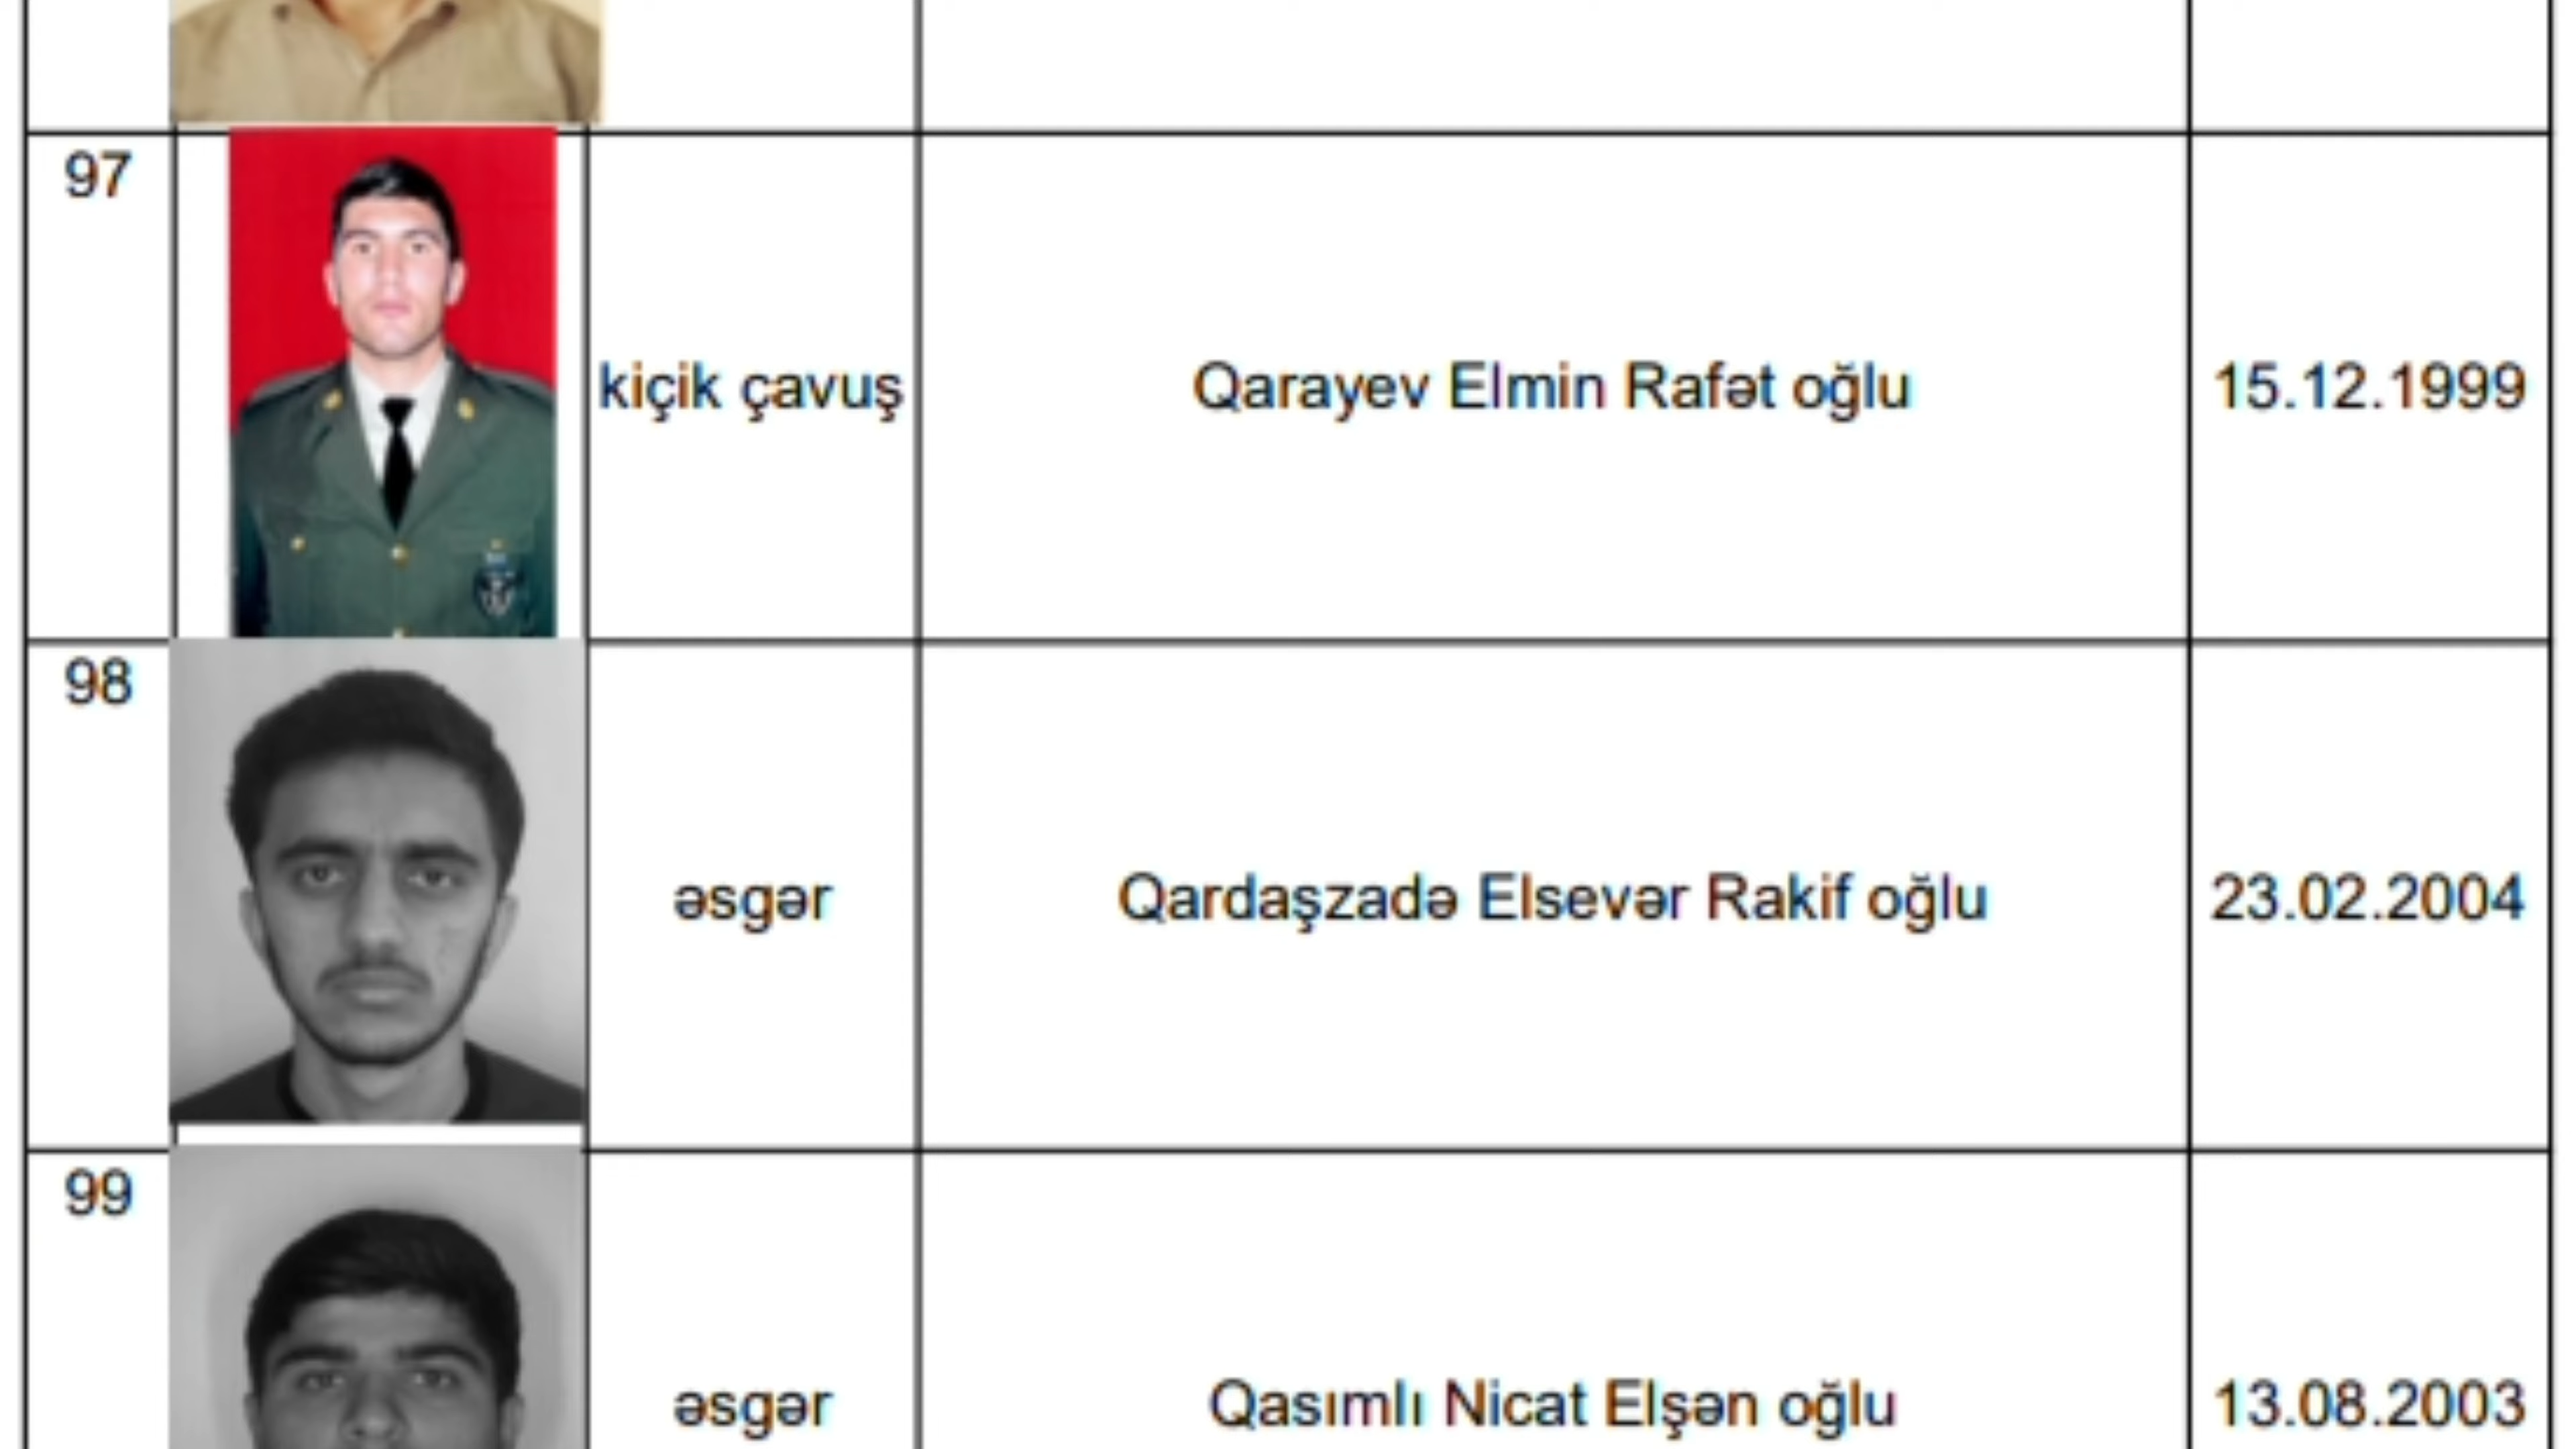 97
kiçik çavuş
Qarayev Elmin Rafət oğlu
15.12.1999
98
əsgər
Qardaşzadə Elsevər Rakif oğlu
23.02.2004
99
əsgər
Qasımlı Nicat Elşən oğlu
13.08.2003